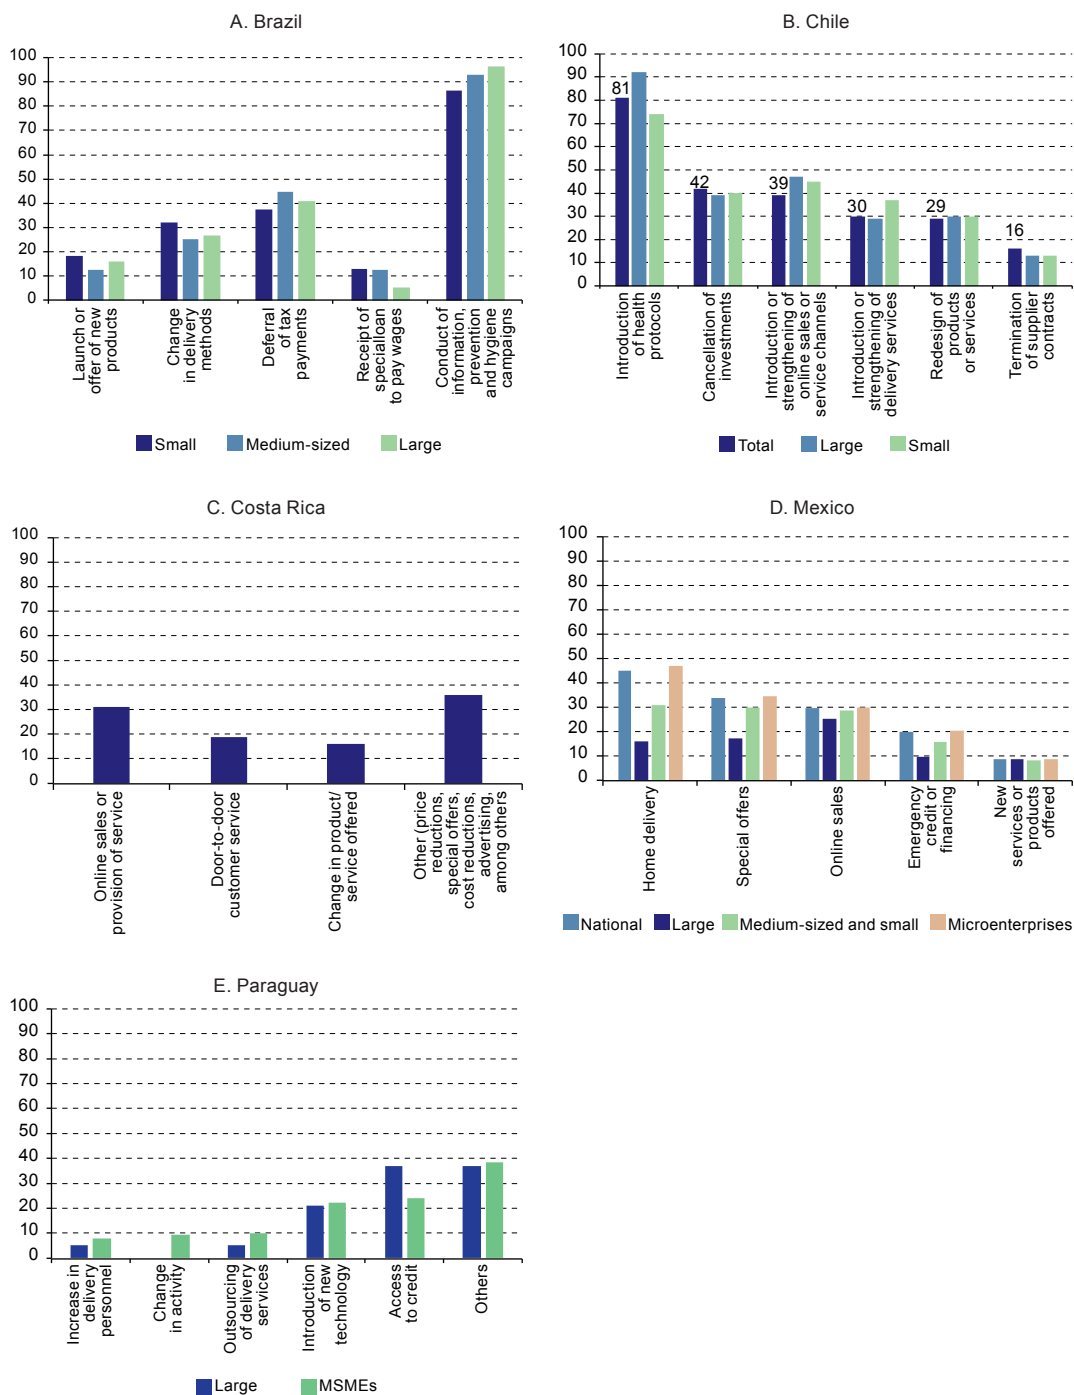 A. Brazil
100
90
80
70
60
50
40
30
20
10
0
Launch or
offer of new
products
Change
in delivery
methods
Deferral
of tax
payments
Receipt of
specialloan
to pay wages
Conduct of
information,
prevention
and hygiene
campaigns
Small
Medium-sized
Large
B. Chile
100
90
80
70
60
50
40
30
20
10
0
81
42
39
30
29
16
Introduction
of health
protocols
Cancellation of
investments
Introduction or
strengthening of
online sales or
service channels
Introduction or
strengthening of
delivery services
Redesign of
products
or services
Termination
of supplier
contracts
Total
Large
Small
C. Costa Rica
100
90
80
70
60
50
40
30
20
10
0
Online sales or
provision of service
Door-to-door
customer service
Change in product/
service offered
Other (price
reductions,
special offers,
cost reductions,
advertising,
among others
D. Mexico
100
90
80
70
60
50
40
30
20
10
0
Home delivery
Special offers
Online sales
Emergency
credit or
financing
New
services or
products
offered
National
Large
Medium-sized and small
Microenterprises
E. Paraguay
100
90
80
70
60
50
40
30
20
10
0
Increase in
delivery
personnel
Change
in activity
Outsourcing
of delivery
services
Introduction
of new
technology
Access
to credit
Others
Large
MSMEs